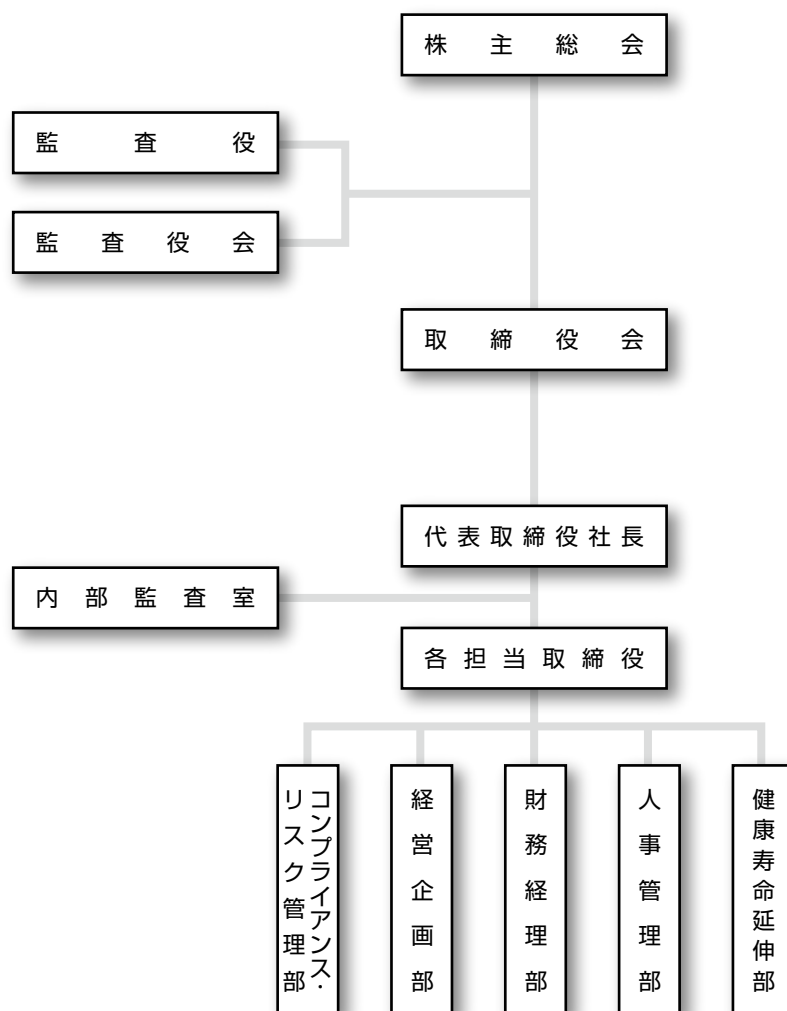 株主総会
監査役
監査役会
取締役会
代表取締役社長
内部監査室
各担当取締役
コンプライアンス・
リスク管理部
経営企画部
財務経理部
人事管理部
健康寿命延伸部